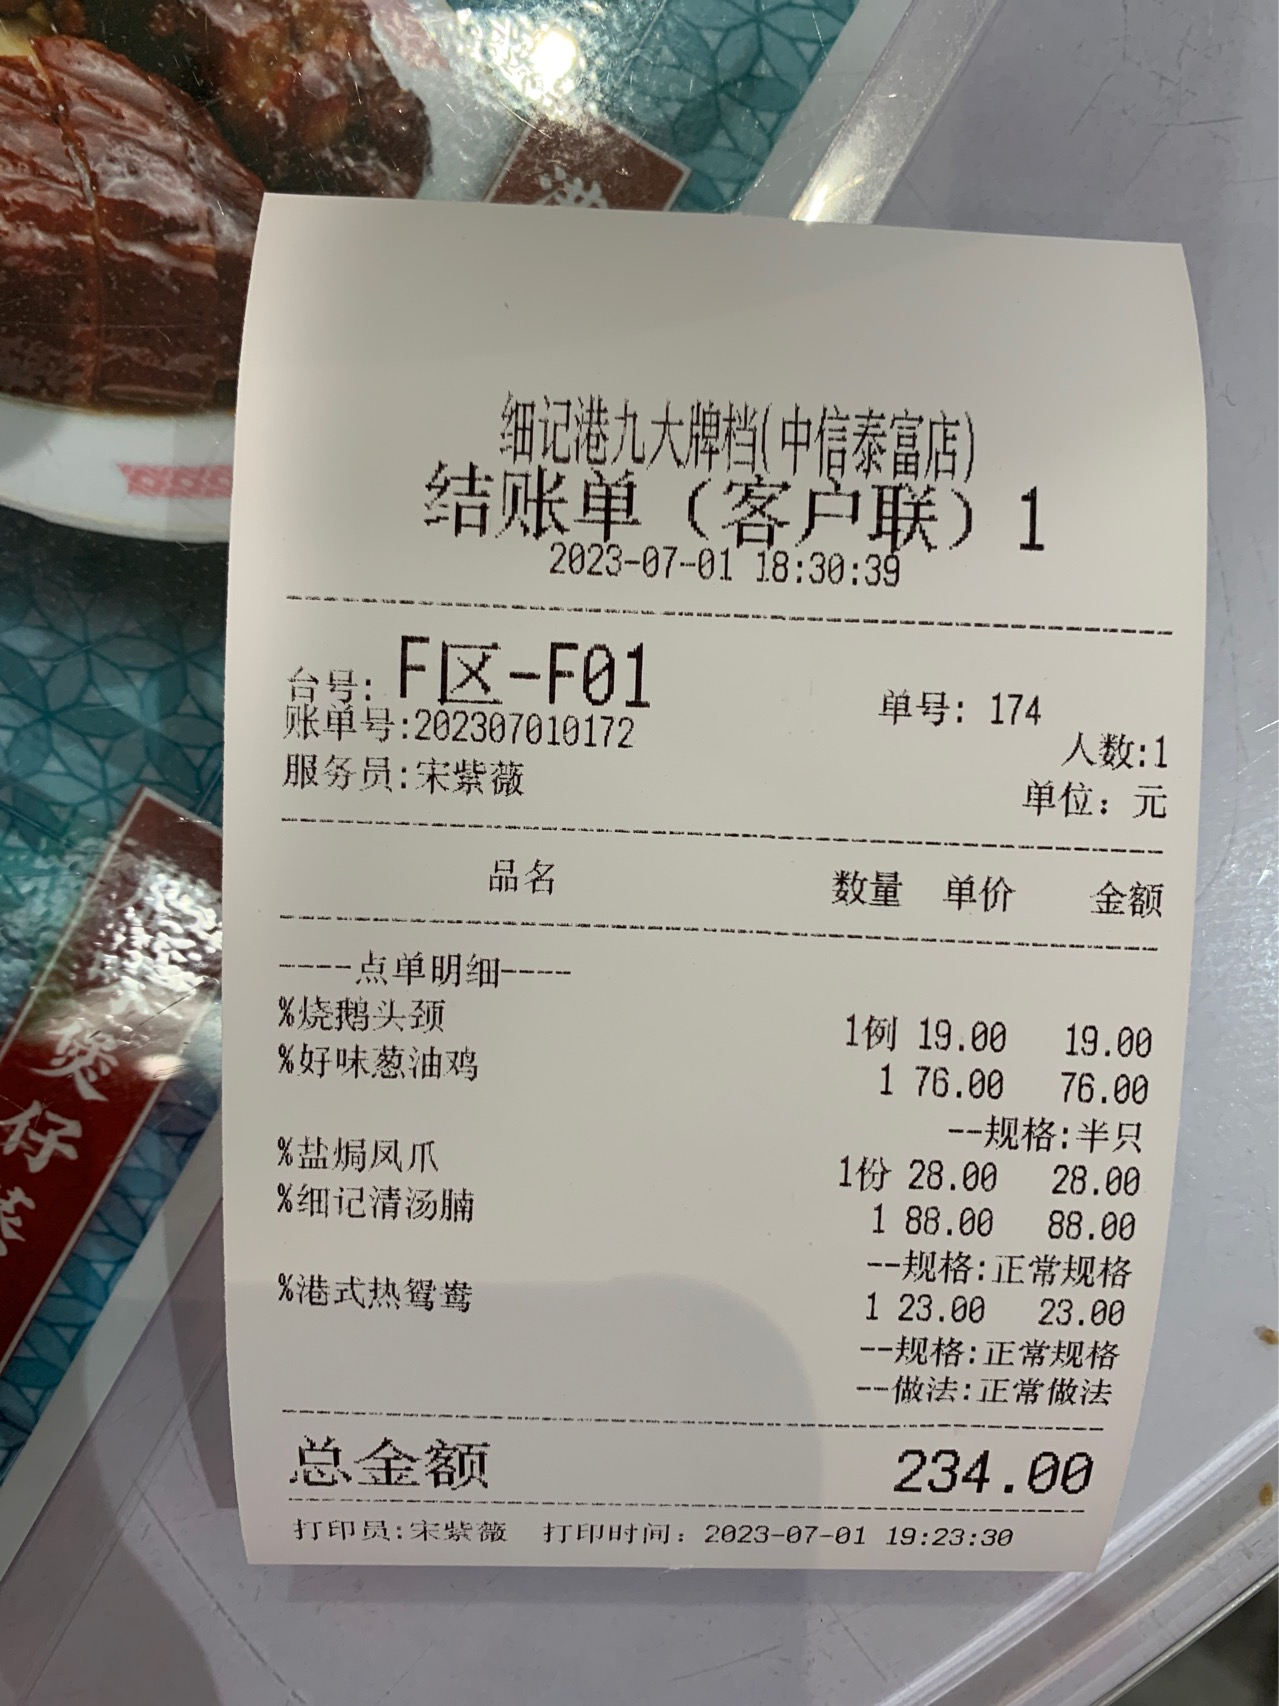 港
煲
仔
细记港九大牌档(中信泰富店)
结账单（客户联）1
2023-07-01 18:30:39
台号: F区-F01 单号: 174
账单号:202307010172 人数:1
服务员:宋紫薇 单位: 元
品名 数量 单价 金额
----点单明细----
%烧鹅头颈 1例 19.00 19.00
%好味葱油鸡 1 76.00 76.00
--规格:半只
%盐焗凤爪 1份 28.00 28.00
%细记清汤腩 1 88.00 88.00
--规格:正常规格
%港式热鸳鸯 1 23.00 23.00
--规格:正常规格
--做法:正常做法
总金额 234.00
打印员:宋紫薇 打印时间: 2023-07-01 19:23:30